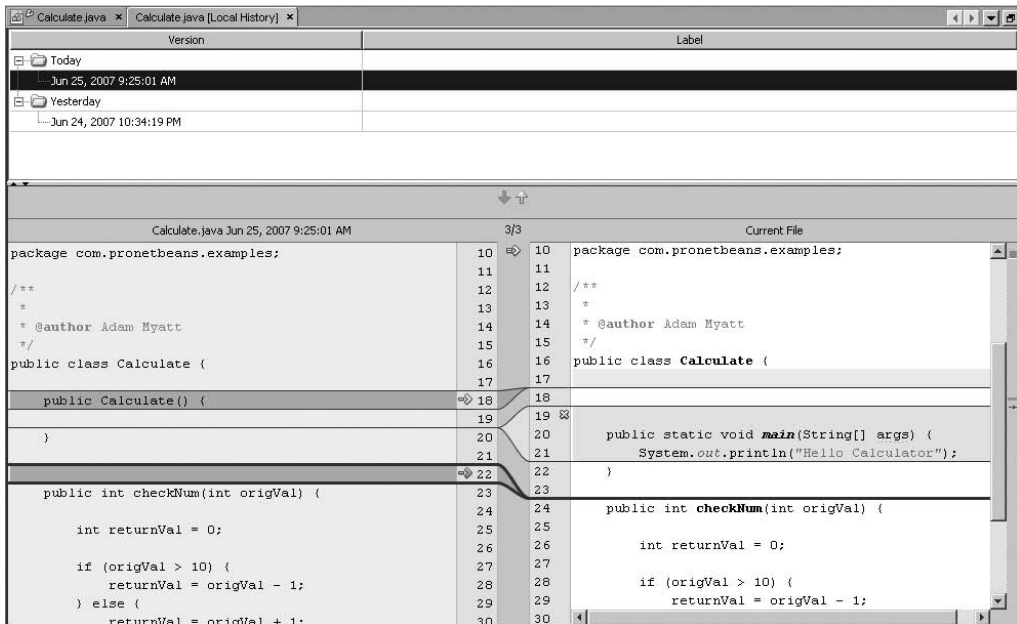 Calculate.java × Calculate.java [Local History] ×
Version Label
Today
Jun 25, 2007 9:25:01 AM
Yesterday
Jun 24, 2007 10:34:19 PM
Calculate.java Jun 25, 2007 9:25:01 AM 3/3 Current File
package com.pronetbeans.examples; 10 10 package com.pronetbeans.examples;
11 11
/** 12 12 /**
* 13 13 *
* @author Adam Myatt 14 14 * @author Adam Myatt
*/ 15 15 */
public class Calculate { 16 16 public class Calculate {
17 17
public Calculate() { 18 18
19 19
} 20 20 public static void main(String[] args) {
21 21 System.out.println("Hello Calculator");
22 22 }
public int checkNum(int origVal) { 23 23
24 24 public int checkNum(int origVal) {
int returnVal = 0; 25 25
26 26 int returnVal = 0;
if (origVal > 10) { 27 27
returnVal = origVal - 1; 28 28 if (origVal > 10) {
} else { 29 29 returnVal = origVal - 1;
returnVal = origVal + 1; 30 30